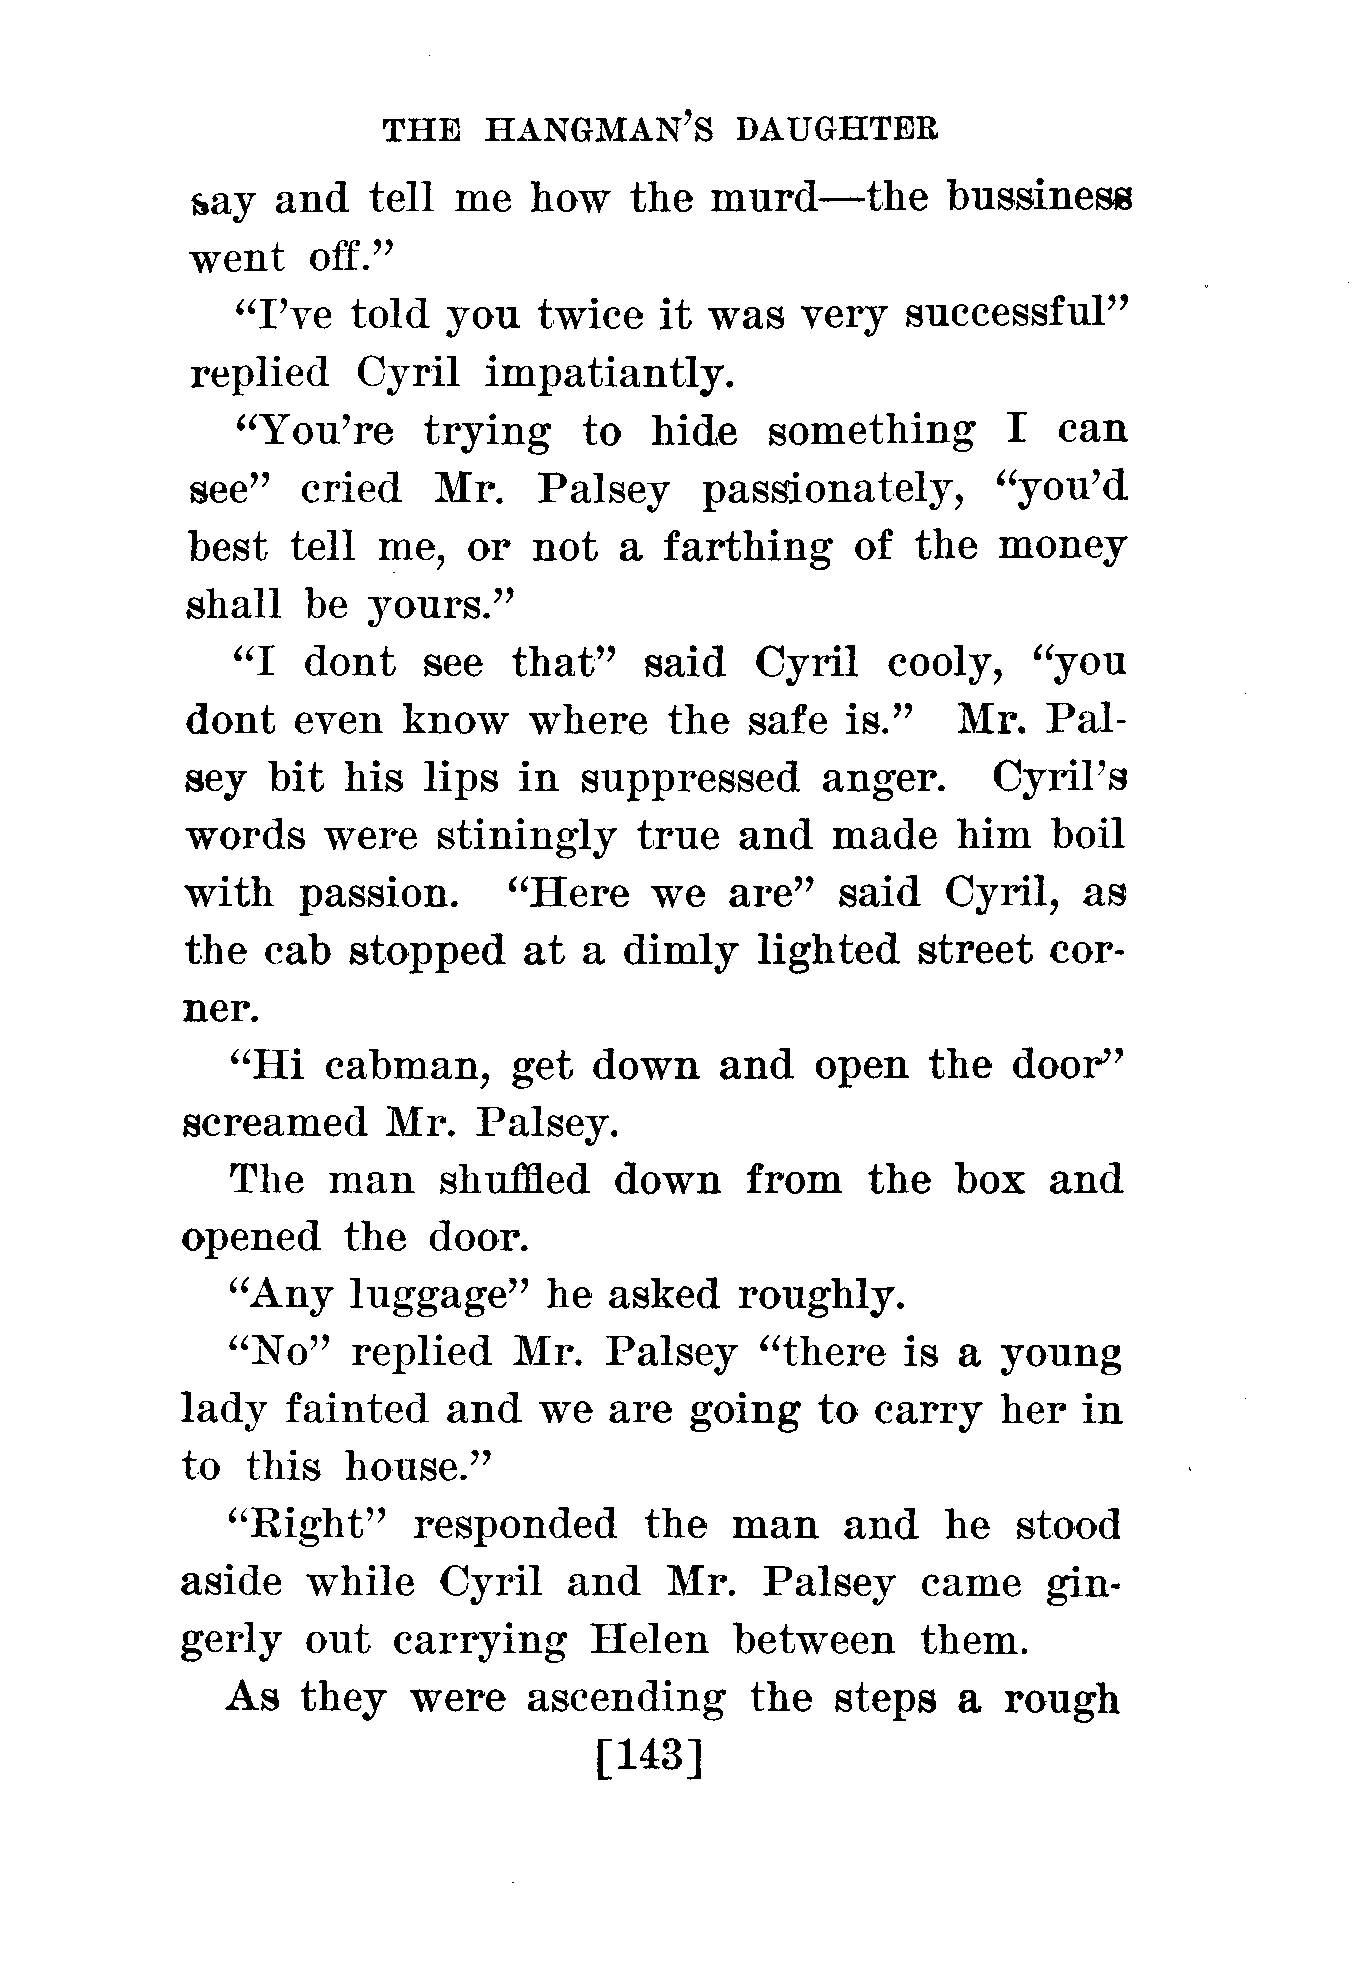 THE HANGMAN'S DAUGHTER
say and tell me how the murd—the bussiness
went off."
"I've told you twice it was very successful"
replied Cyril impatiantly.
"You're trying to hide something I can
see" cried Mr. Palsey passionately, "you'd
best tell me, or not a farthing of the money
shall be yours."
"I dont see that" said Cyril cooly, "you
dont even know where the safe is." Mr. Pal-
sey bit his lips in suppressed anger. Cyril's
words were stiningly true and made him boil
with passion. "Here we are" said Cyril, as
the cab stopped at a dimly lighted street cor-
ner.
"Hi cabman, get down and open the door"
screamed Mr. Palsey.
The man shuffled down from the box and
opened the door.
"Any luggage" he asked roughly.
"No" replied Mr. Palsey "there is a young
lady fainted and we are going to carry her in
to this house."
"Right" responded the man and he stood
aside while Cyril and Mr. Palsey came gin-
gerly out carrying Helen between them.
As they were ascending the steps a rough
[143]